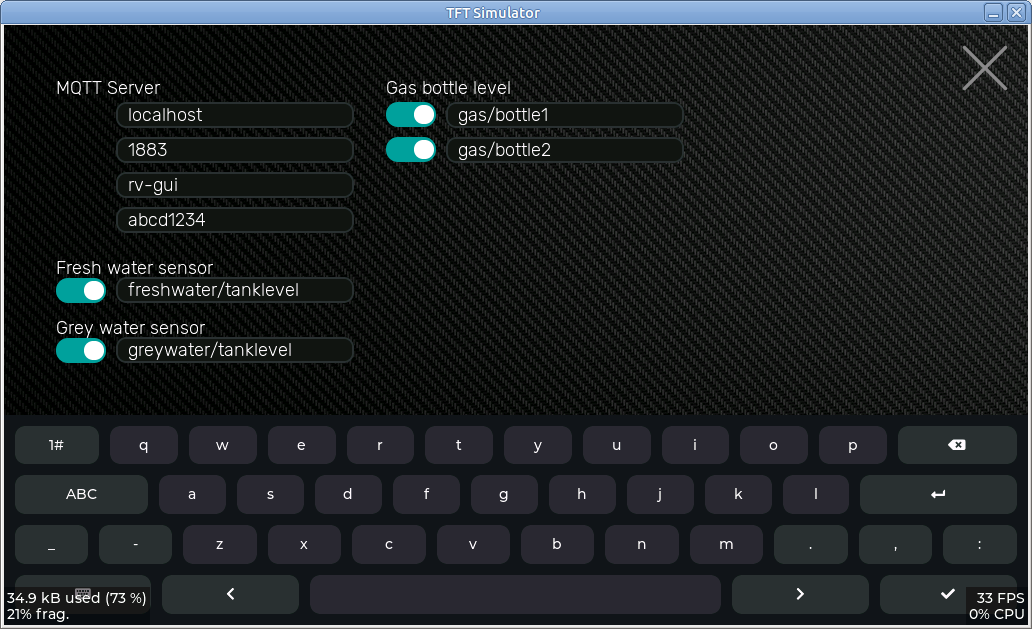 TFT Simulator
MQTT Server
localhost
1883
rv-gui
abcd1234
Fresh water sensor
freshwater/tanklevel
Grey water sensor
greywater/tanklevel
Gas bottle level
gas/bottle1
gas/bottle2
1# q w e r t y u i o p
ABC a s d f g h j k l
_ - z x c v b n m . , :
34.9 kB used (73 %)
21% frag.
33 FPS
0% CPU